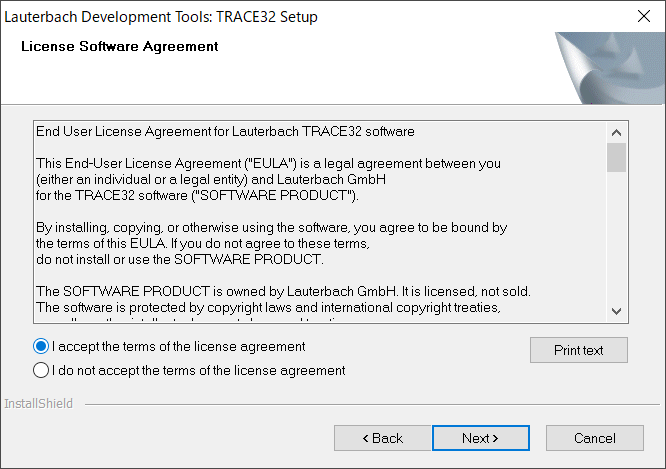 Lauterbach Development Tools: TRACE32 Setup
License Software Agreement
End User License Agreement for Lauterbach TRACE32 software
This End-User License Agreement ("EULA") is a legal agreement between you
(either an individual or a legal entity) and Lauterbach GmbH
for the TRACE32 software ("SOFTWARE PRODUCT").
By installing, copying, or otherwise using the software, you agree to be bound by
the terms of this EULA. If you do not agree to these terms,
do not install or use the SOFTWARE PRODUCT.
The SOFTWARE PRODUCT is owned by Lauterbach GmbH. It is licensed, not sold.
The software is protected by copyright laws and international copyright treaties,
I accept the terms of the license agreement
Print text
I do not accept the terms of the license agreement
InstallShield
< Back
Next >
Cancel